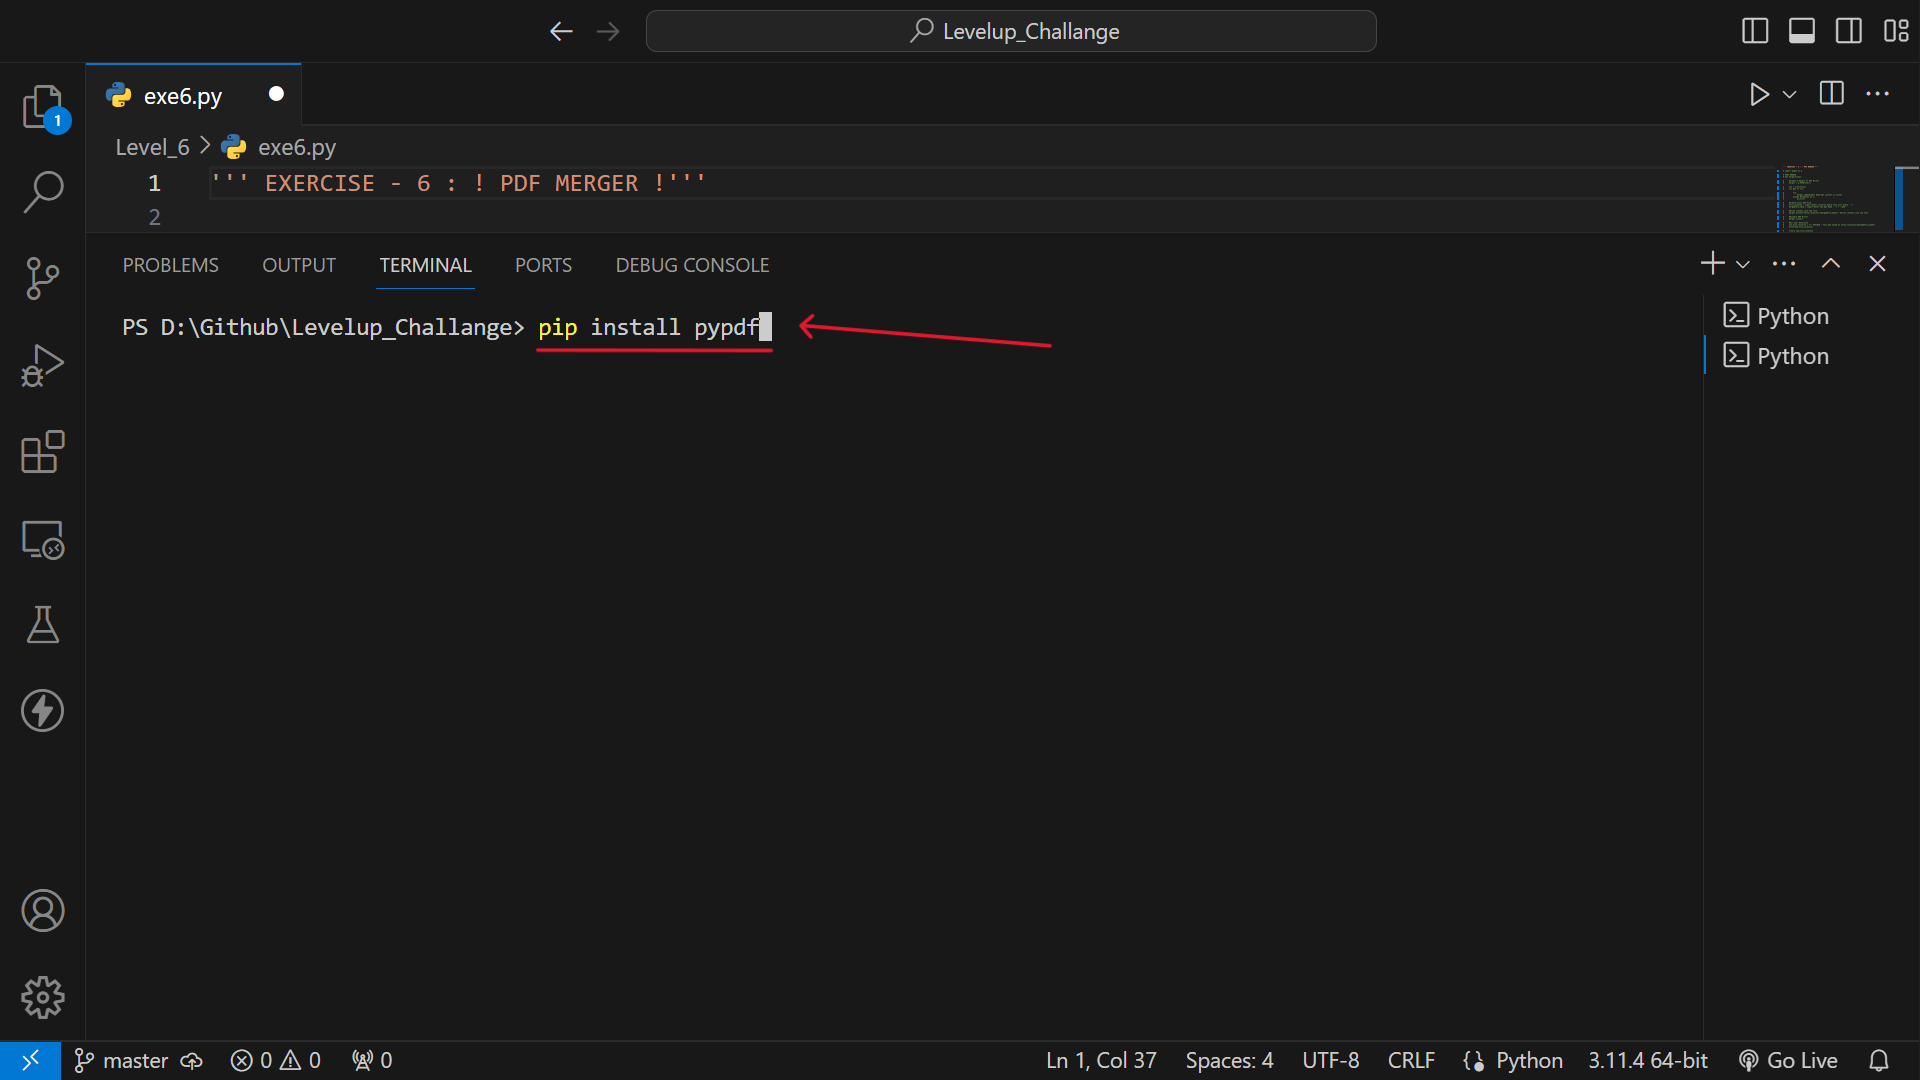 Levelup_Challange
exe6.py
1
Level_6 > exe6.py
1 ''' EXERCISE - 6 : ! PDF MERGER !'''
2
PROBLEMS OUTPUT TERMINAL PORTS DEBUG CONSOLE
PS D:\Github\Levelup_Challange> pip install pypdf
Python
Python
master 0 0 0 Ln 1, Col 37 Spaces: 4 UTF-8 CRLF Python 3.11.4 64-bit Go Live